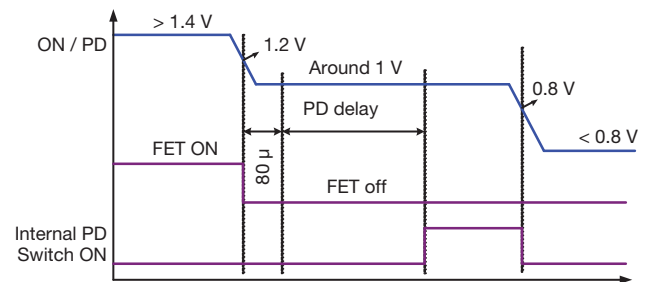 > 1.4 V
ON / PD
1.2 V
Around 1 V
0.8 V
PD delay
< 0.8 V
FET ON
80 µ
FET off
Internal PD
Switch ON